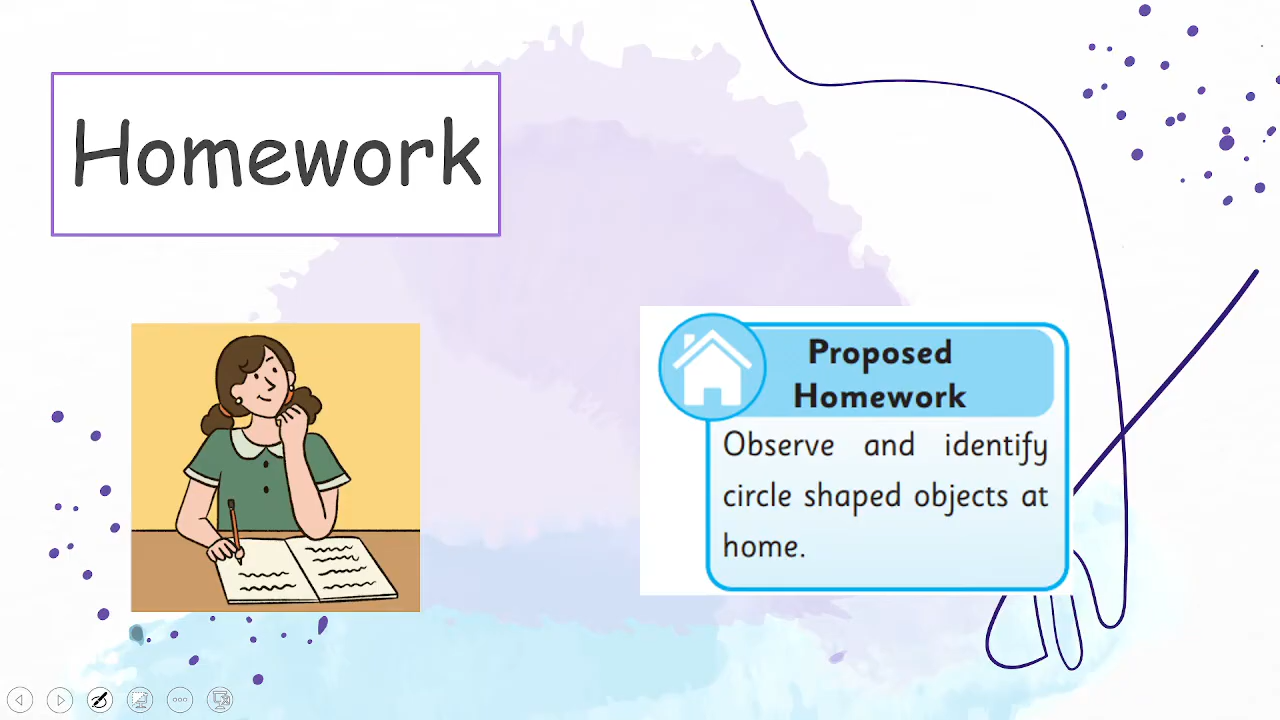 Homework
Proposed
Homework
Observe and identify
circle shaped objects at
home.